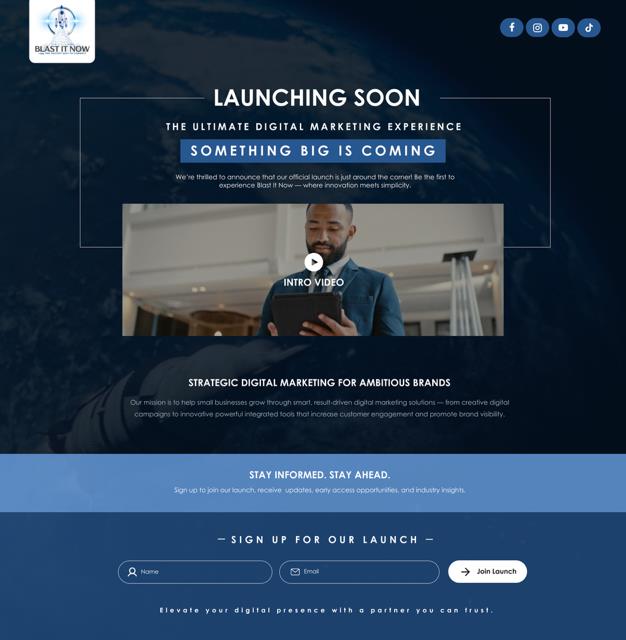 BLAST IT NOW
LAUNCHING SOON
THE ULTIMATE DIGITAL MARKETING EXPERIENCE
SOMETHING BIG IS COMING
We're thrilled to announce that our official launch is just around the corner! Be the first to
experience Blast It Now — where innovation meets simplicity.
INTRO VIDEO
STRATEGIC DIGITAL MARKETING FOR AMBITIOUS BRANDS
Our mission is to help small businesses grow through smart, result-driven digital marketing solutions — from creative digital
campaigns to innovative powerful integrated tools that increase customer engagement and promote brand visibility.
STAY INFORMED. STAY AHEAD.
Sign up to join our launch, receive  updates, early access opportunities, and industry insights.
— SIGN UP FOR OUR LAUNCH —
Name
Email
Join Launch
Elevate your digital presence with a partner you can trust.